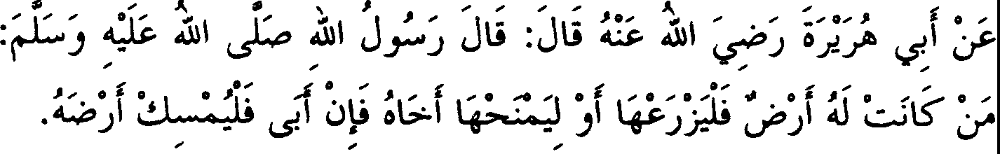 عَنْ أَبِي هُرَيْرَةَ رَضِيَ اللهُ عَنْهُ قَالَ: قَالَ رَسُولُ اللهِ صَلَّى اللهُ عَلَيْهِ وَسَلَّمَ:
مَنْ كَانَتْ لَهُ أَرْضٌ فَلْيَزْرَعْهَا أَوْ لِيَمْنَحْهَا أَخَاهُ فَإِنْ أَبَى فَلْيُمْسِكْ أَرْضَهُ.